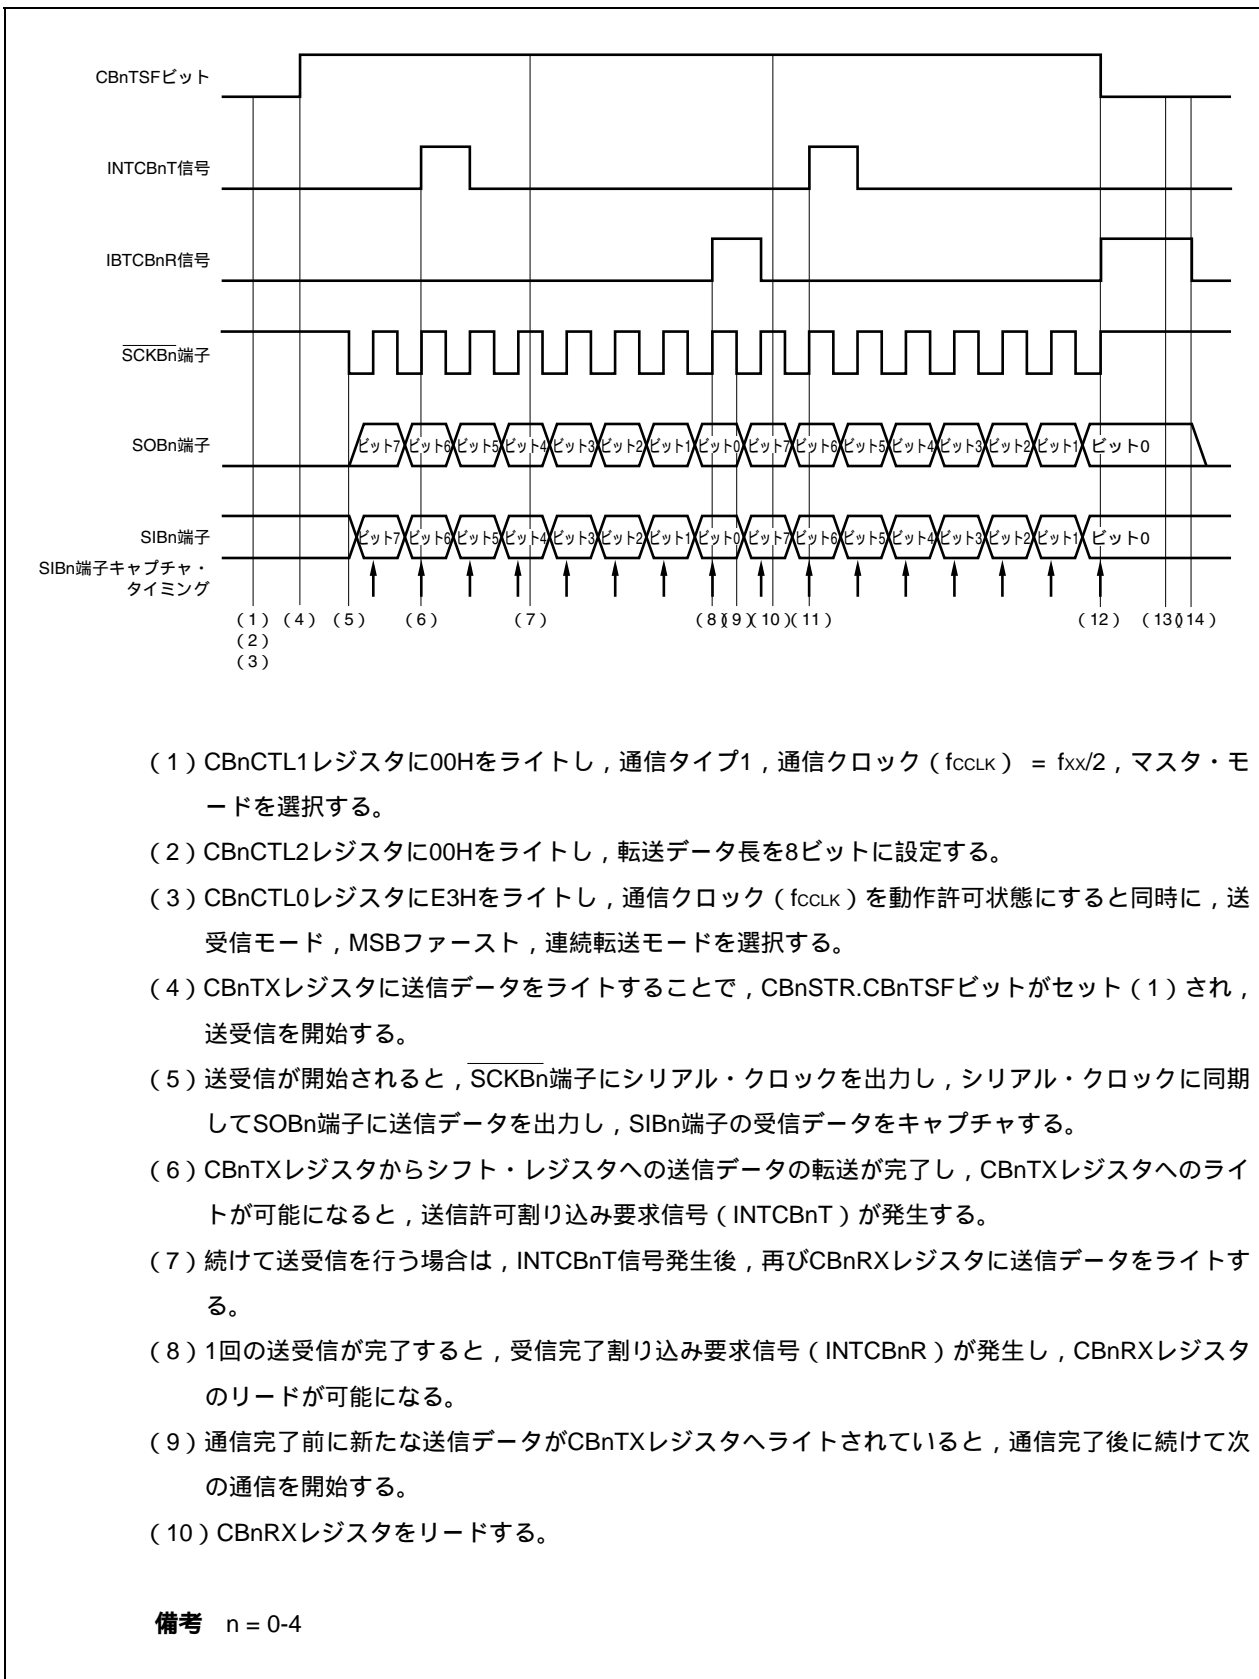 CBnTSFビット
INTCBnT信号
IBTCBnR信号
SCKBn端子
SOBn端子
ビット7 ビット6 ビット5 ビット4 ビット3 ビット2 ビット1 ビット0 ビット7 ビット6 ビット5 ビット4 ビット3 ビット2 ビット1 ビット0
SIBn端子
ビット7 ビット6 ビット5 ビット4 ビット3 ビット2 ビット1 ビット0 ビット7 ビット6 ビット5 ビット4 ビット3 ビット2 ビット1 ビット0
SIBn端子キャプチャ・
タイミング
(1) (4) (5) (6) (7) (8) (9) (10) (11) (12) (13) (14)
(2)
(3)
(1)CBnCTL1レジスタに00Hをライトし,通信タイプ1,通信クロック(fCCLK) = fXX/2,マスタ・モ
ードを選択する。
(2)CBnCTL2レジスタに00Hをライトし,転送データ長を8ビットに設定する。
(3)CBnCTL0レジスタにE3Hをライトし,通信クロック(fCCLK)を動作許可状態にすると同時に,送
受信モード,MSBファースト,連続転送モードを選択する。
(4)CBnTXレジスタに送信データをライトすることで,CBnSTR.CBnTSFビットがセット(1)され,
送受信を開始する。
(5)送受信が開始されると,SCKBn端子にシリアル・クロックを出力し,シリアル・クロックに同期
してSOBn端子に送信データを出力し,SIBn端子の受信データをキャプチャする。
(6)CBnTXレジスタからシフト・レジスタへの送信データの転送が完了し,CBnTXレジスタへのライ
トが可能になると,送信許可割り込み要求信号(INTCBnT)が発生する。
(7)続けて送受信を行う場合は,INTCBnT信号発生後,再びCBnRXレジスタに送信データをライトす
る。
(8)1回の送受信が完了すると,受信完了割り込み要求信号(INTCBnR)が発生し,CBnRXレジスタ
のリードが可能になる。
(9)通信完了前に新たな送信データがCBnTXレジスタへライトされていると,通信完了後に続けて次
の通信を開始する。
(10)CBnRXレジスタをリードする。
備考 n = 0-4